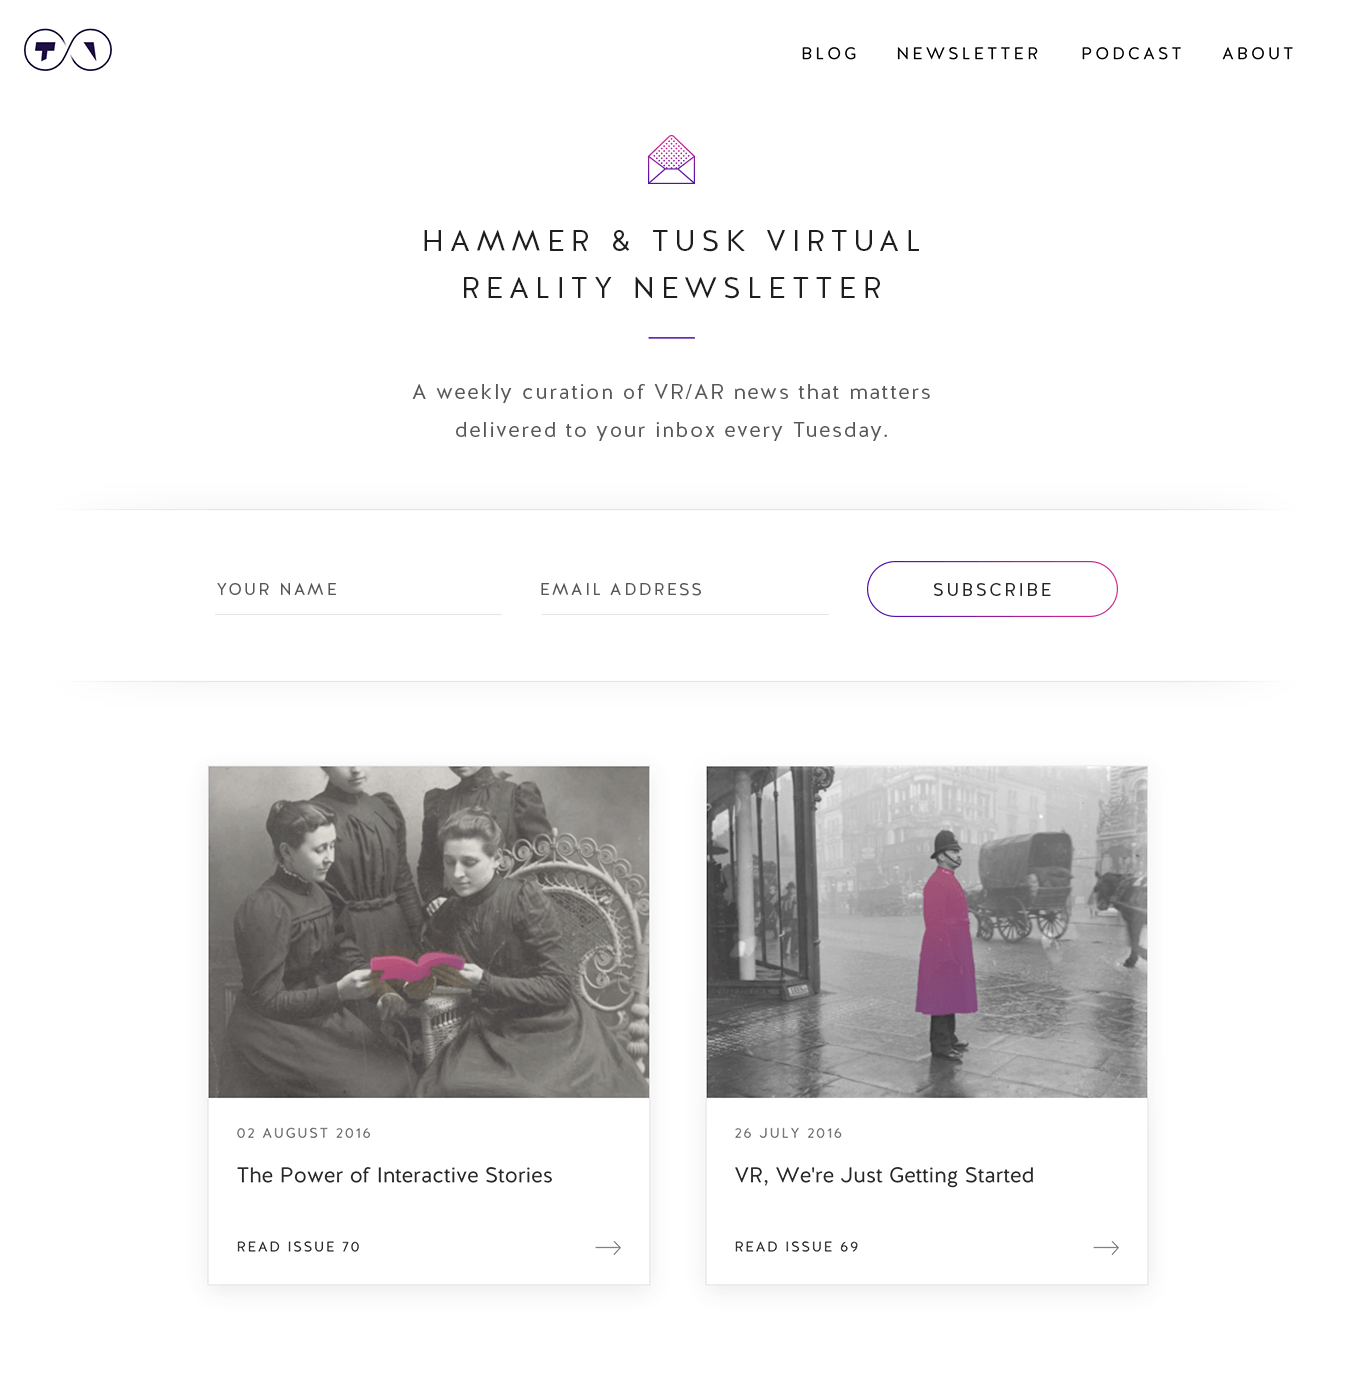 BLOG NEWSLETTER PODCAST ABOUT
HAMMER & TUSK VIRTUAL
REALITY NEWSLETTER
A weekly curation of VR/AR news that matters
delivered to your inbox every Tuesday.
YOUR NAME EMAIL ADDRESS SUBSCRIBE
02 AUGUST 2016
The Power of Interactive Stories
READ ISSUE 70
26 JULY 2016
VR, We're Just Getting Started
READ ISSUE 69